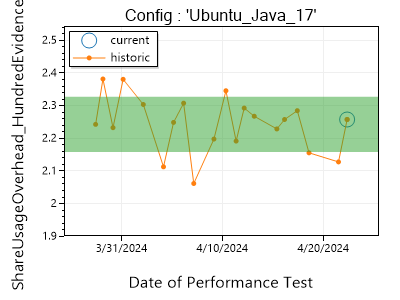 Config : 'Ubuntu_Java_17'
current
historic
2.5
2.4
2.3
2.2
2.1
2
1.9
ShareUsageOverhead_HundredEvidence
3/31/2024
4/10/2024
4/20/2024
Date of Performance Test